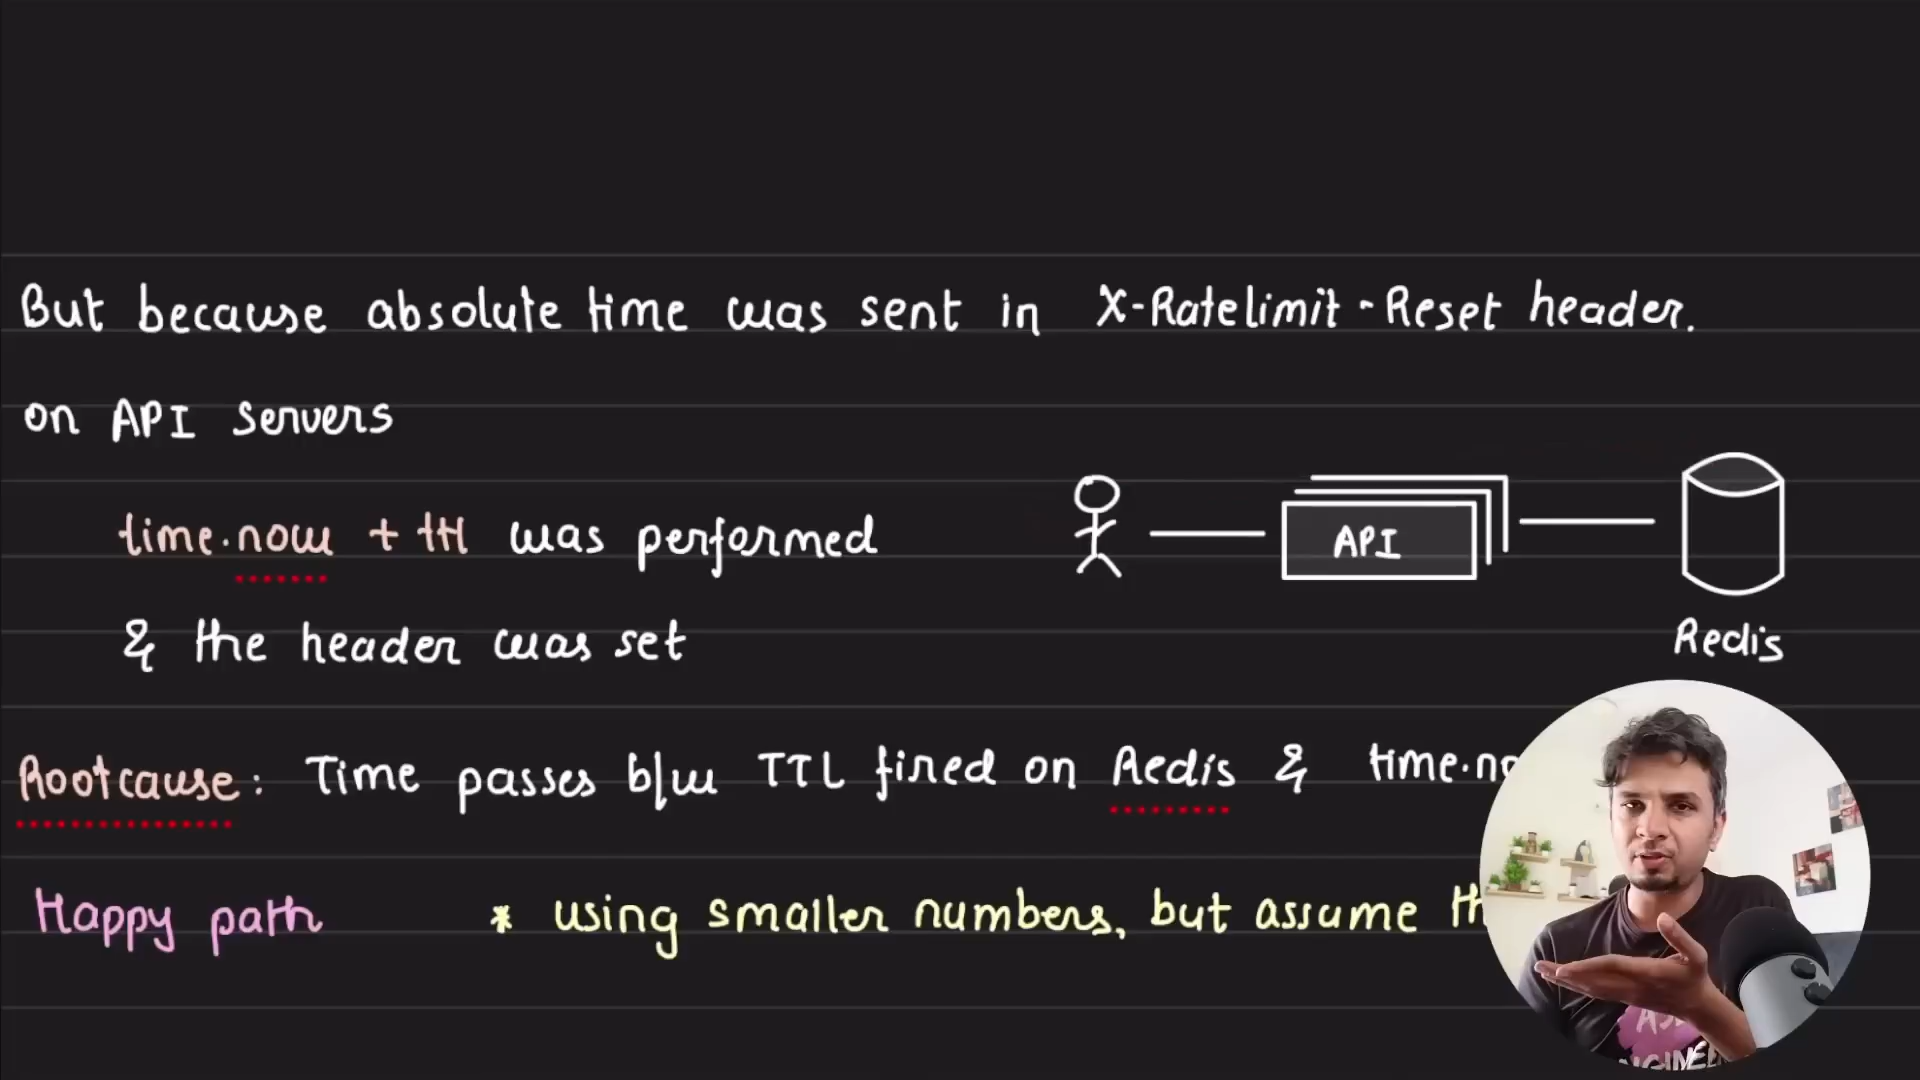 But because absolute time was sent in X-Ratelimit-Reset header.
on API servers
time.now + ttl was performed
API
& the header was set
Redis
Rootcause: Time passes b/w TTL fired on Redis &
Happy path * using smaller numbers, but assume